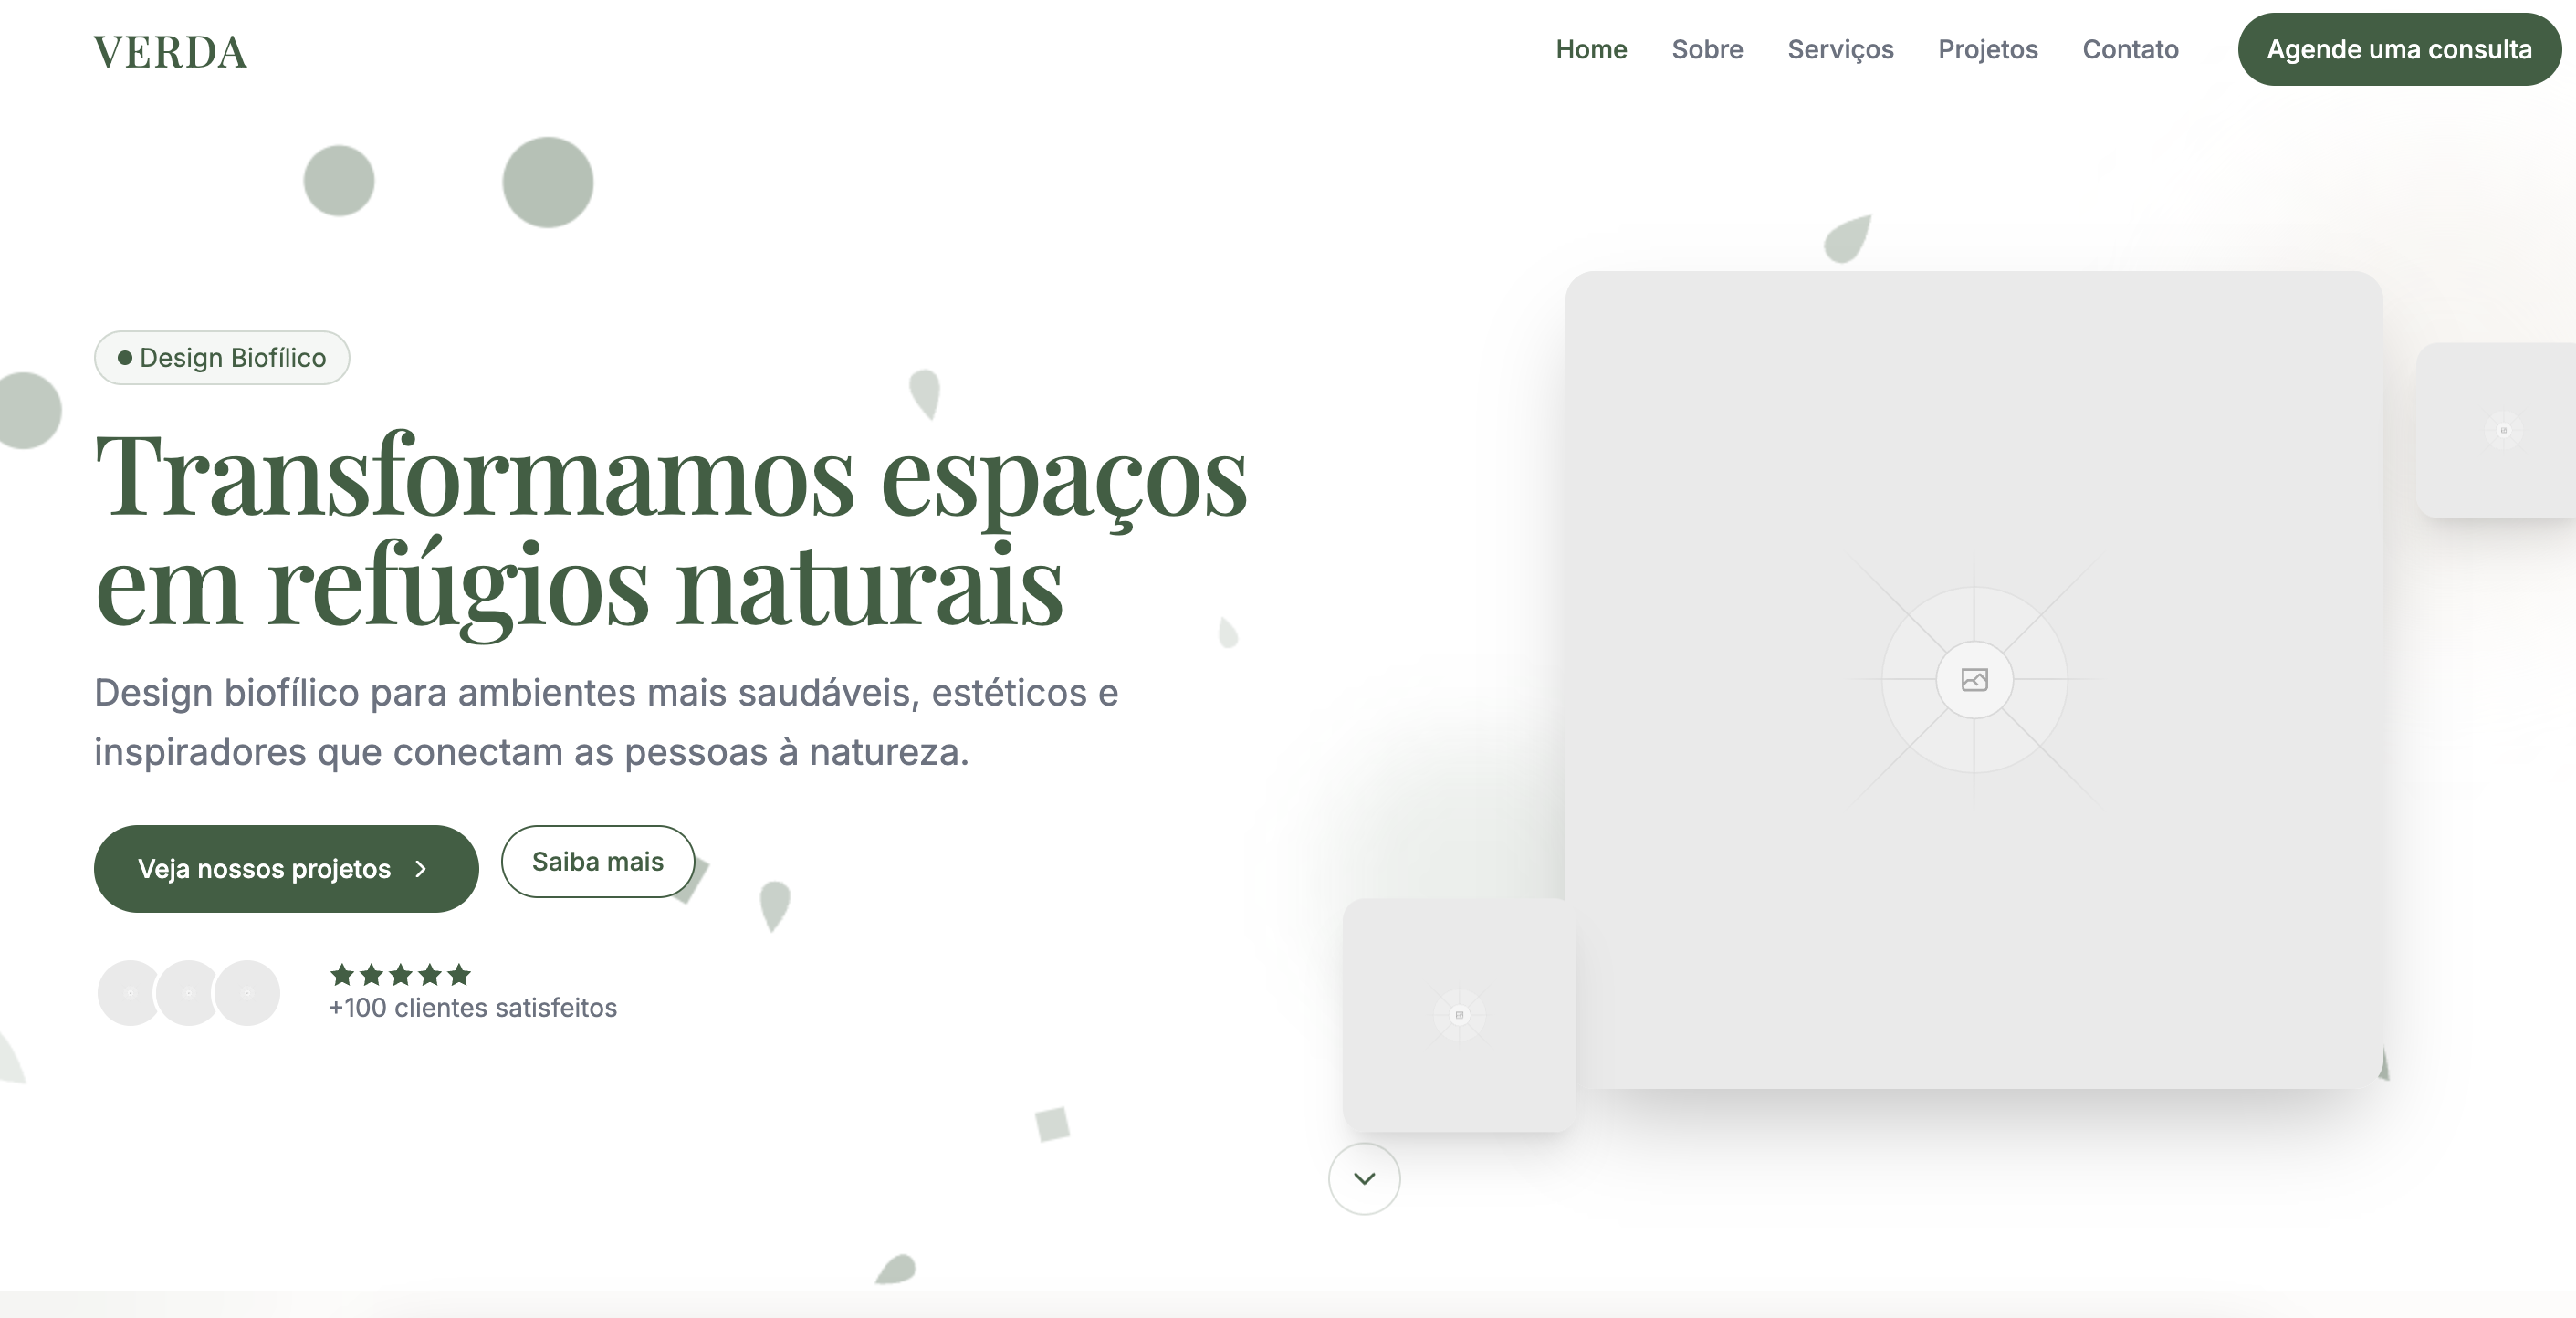 VERDA
Home
Sobre
Serviços
Projetos
Contato
Agende uma consulta
Design Biofílico
Transformamos espaços
em refúgios naturais
Design biofílico para ambientes mais saudáveis, estéticos e
inspiradores que conectam as pessoas à natureza.
Veja nossos projetos
Saiba mais
+100 clientes satisfeitos